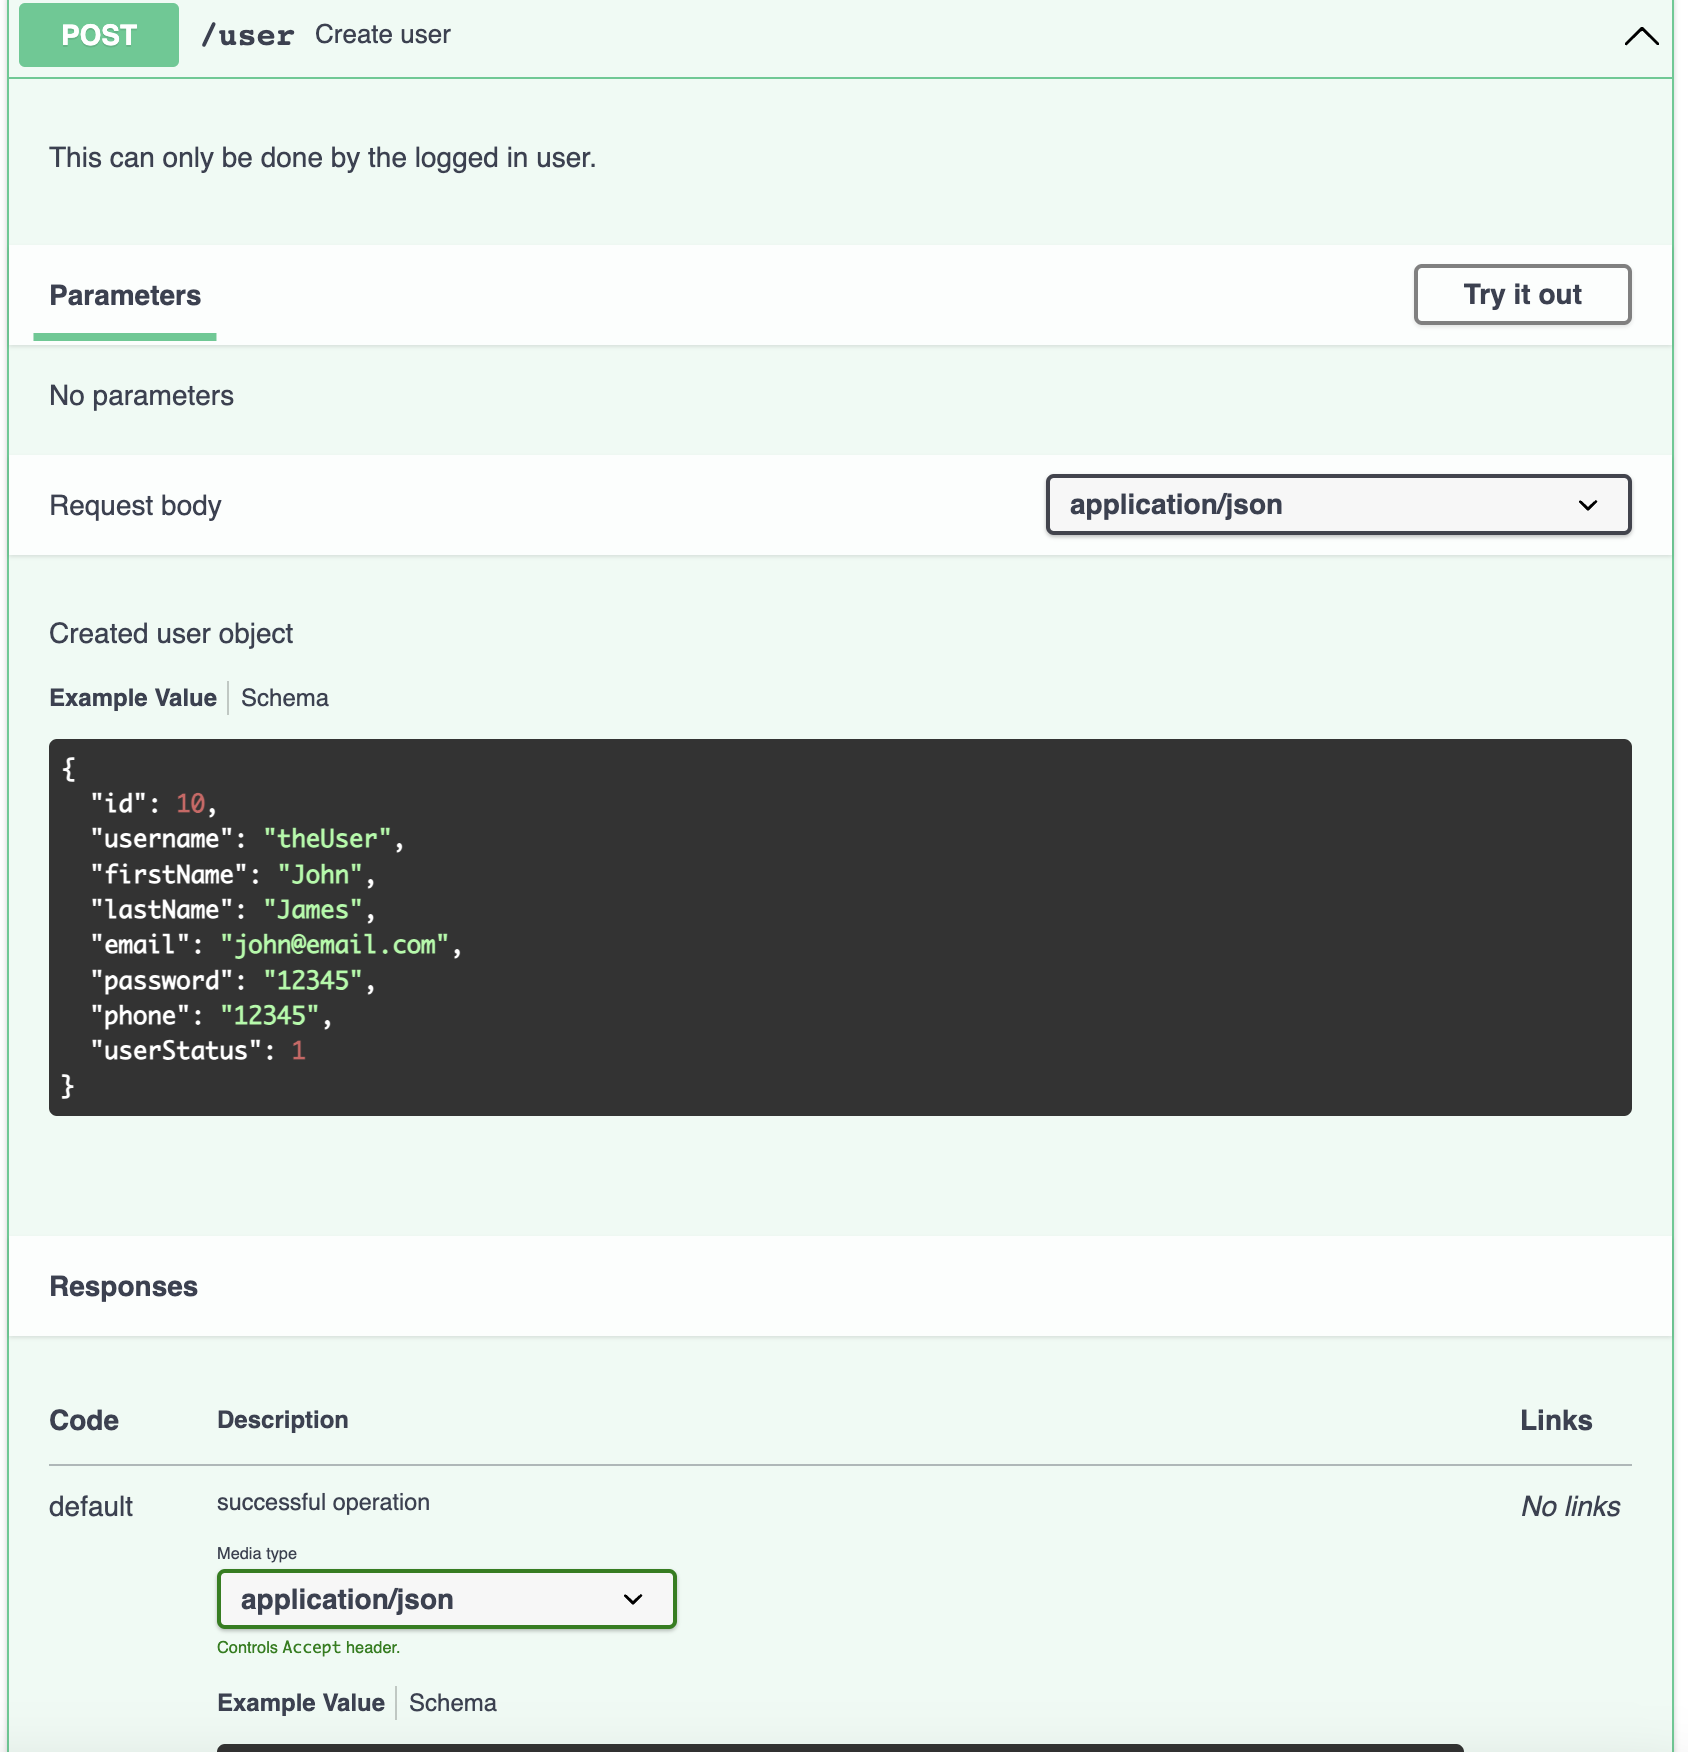 POST /user Create user
This can only be done by the logged in user.
Parameters
Try it out
No parameters
Request body
application/json
Created user object
Example Value Schema
{
  "id": 10,
  "username": "theUser",
  "firstName": "John",
  "lastName": "James",
  "email": "john@email.com",
  "password": "12345",
  "phone": "12345",
  "userStatus": 1
}
Responses
Code Description Links
default successful operation No links
Media type
application/json
Controls Accept header.
Example Value Schema